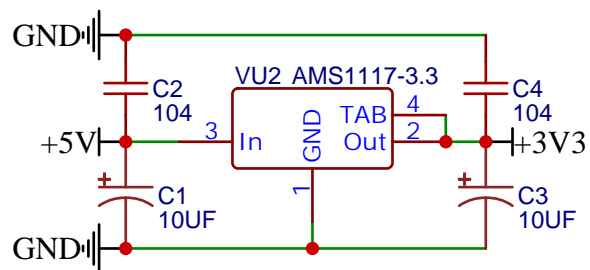 GND
VU2 AMS1117-3.3
C2
104
C4
104
TAB 4
+5V 3 In GND Out 2 +3V3
1
+ C1
10UF
+ C3
10UF
GND